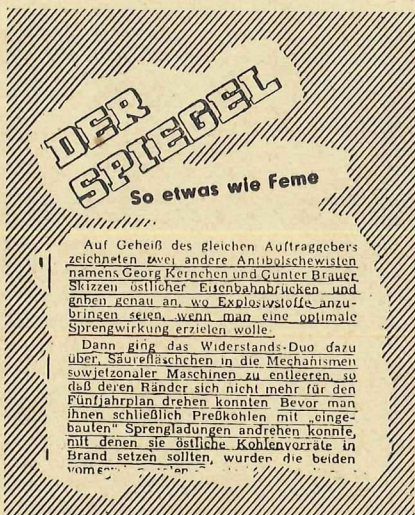 DER
SPIEGEL
So etwas wie Feme
Auf Geheiß des gleichen Auftraggebers
zeichneten zwei andere Antibolschewisten
namens Georg Kernchen und Gunter Brauer
Skizzen östlicher Eisenbahnbrücken und
gaben genau an, wo Explosivstoffe anzu-
bringen seien, wenn man eine optimale
Sprengwirkung erzielen wolle.
Dann ging das Widerstands-Duo dazu
über, Säurefläschchen in die Mechanismen
sowjetzonaler Maschinen zu entleeren, so
daß deren Ränder sich nicht mehr für den
Fünfjahrplan drehen konnten Bevor man
ihnen schließlich Preßkohlen mit „einge-
bauten“ Sprengladungen andrehen konnte,
mit denen sie östliche Kohlenvorräte in
Brand setzen sollten, wurden die beiden